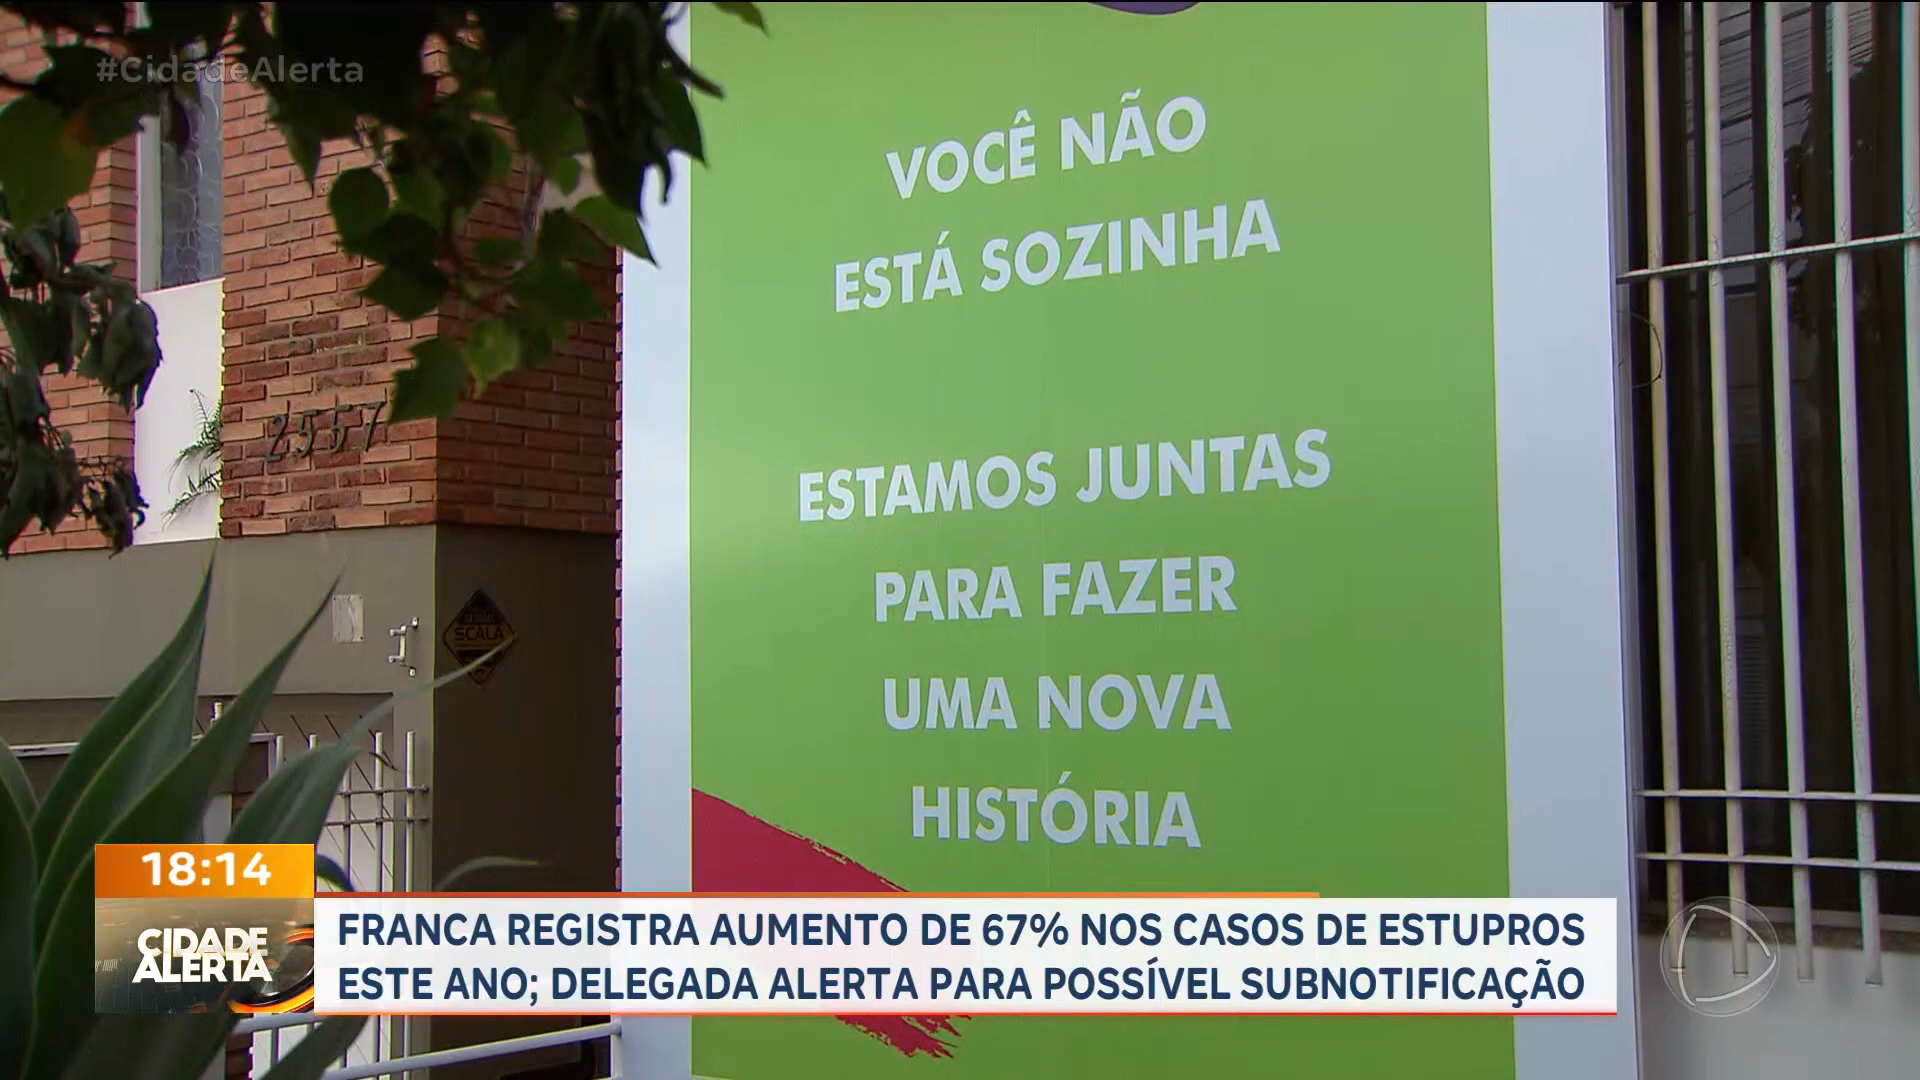 #CidadeAlerta
VOCÊ NÃO
ESTÁ SOZINHA
ESTAMOS JUNTAS
PARA FAZER
UMA NOVA
HISTÓRIA
2557
SCALA
18:14
CIDADE
ALERTA
FRANCA REGISTRA AUMENTO DE 67% NOS CASOS DE ESTUPROS
ESTE ANO; DELEGADA ALERTA PARA POSSÍVEL SUBNOTIFICAÇÃO